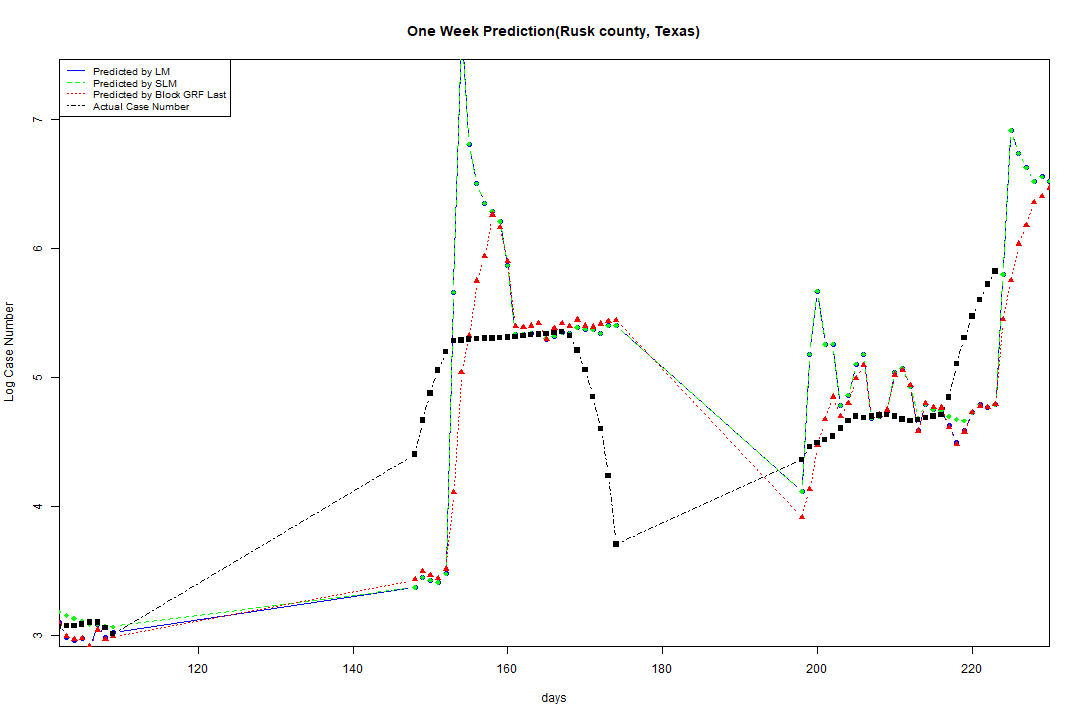 One Week Prediction(Rusk county, Texas)
Predicted by LM
Predicted by SLM
Predicted by Block GRF Last
Actual Case Number
7
6
5
4
3
Log Case Number
120 140 160 180 200 220
days